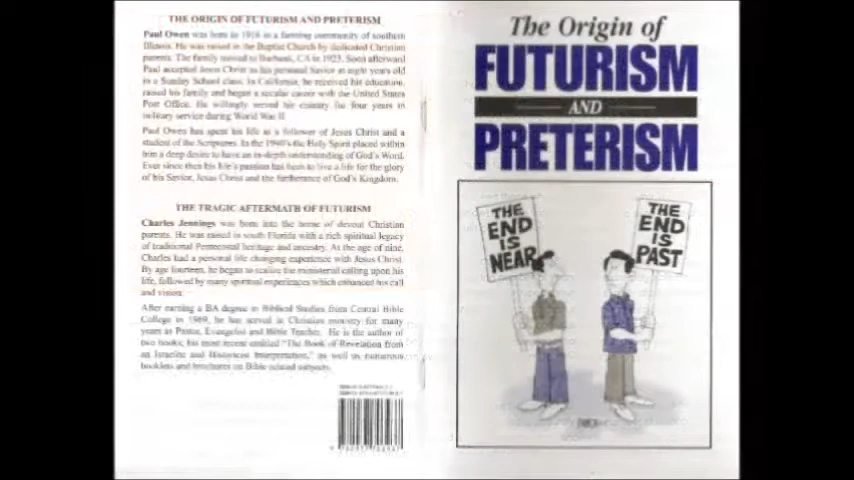 THE ORIGIN OF FUTURISM AND PRETERISM
Paul Owen was born in 1916 in a farming community of southern
Illinois. He was raised in the Baptist Church by dedicated Christian
parents. The family moved to Burbank, CA in 1923. Soon afterward
Paul accepted Jesus Christ as his personal Savior at eight years old
in a Sunday School class. In California, he received his education,
raised his family and began a secular career with the United States
Post Office. He willingly served his country for four years in
military service during World War II
Paul Owen has spent his life as a follower of Jesus Christ and a
student of the Scriptures. In the 1940's the Holy Spirit placed within
him a deep desire to have an in-depth understanding of God's Word.
Ever since then his life's passion has been to live a life for the glory
of his Savior, Jesus Christ and the furtherance of God's Kingdom.
THE TRAGIC AFTERMATH OF FUTURISM
Charles Jennings was born into the home of devout Christian
parents. He was raised in south Florida with a rich spiritual legacy
of traditional Pentecostal heritage and ancestry. At the age of nine,
Charles had a personal life changing experience with Jesus Christ.
By age fourteen, he began to realize the ministerial calling upon his
life, followed by many spiritual experiences which enhanced his call
and vision.
After earning a BA degree in Biblical Studies from Central Bible
College in 1969, he has served in Christian ministry for many
years as Pastor, Evangelist and Bible Teacher. He is the author of
two books, his most recent entitled "The Book of Revelation from
an Israelite and Historicist Interpretation," as well as numerous
booklets and brochures on Bible related subjects.
The Origin of
FUTURISM
AND
PRETERISM
THE
END
IS
NEAR
THE
END
IS
PAST